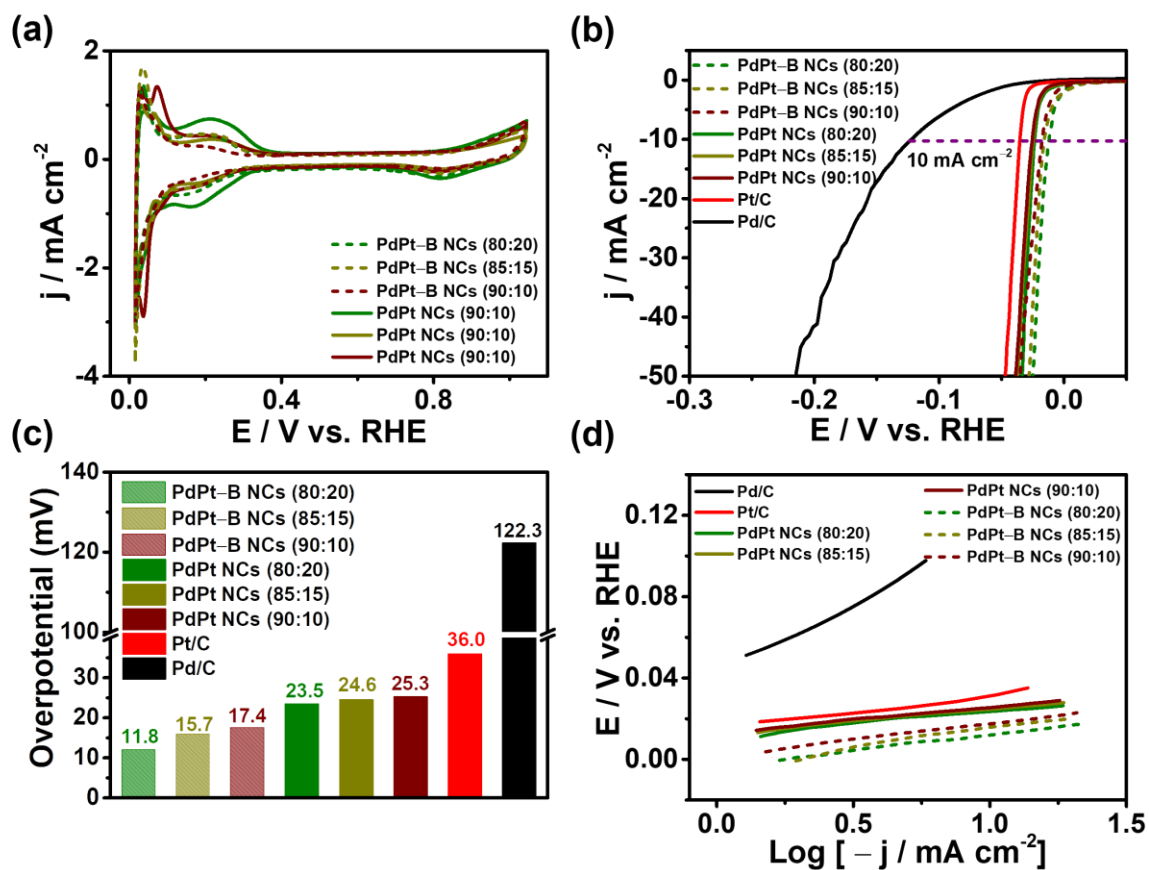 (a)
2
0
-2
-4
j / mA cm⁻²
PdPt–B NCs (80:20)
PdPt–B NCs (85:15)
PdPt–B NCs (90:10)
PdPt NCs (90:10)
PdPt NCs (90:10)
PdPt NCs (90:10)
0.0
0.4
0.8
E / V vs. RHE
(b)
PdPt–B NCs (80:20)
PdPt–B NCs (85:15)
PdPt–B NCs (90:10)
PdPt NCs (80:20)
PdPt NCs (85:15)
PdPt NCs (90:10)
Pt/C
Pd/C
10 mA cm⁻²
0
-10
-20
-30
-40
-50
j / mA cm⁻²
-0.3
-0.2
-0.1
0.0
E / V vs. RHE
(c)
140
120
100
30
20
10
0
Overpotential (mV)
PdPt–B NCs (80:20)
PdPt–B NCs (85:15)
PdPt–B NCs (90:10)
PdPt NCs (80:20)
PdPt NCs (85:15)
PdPt NCs (90:10)
Pt/C
Pd/C
11.8
15.7
17.4
23.5
24.6
25.3
36.0
122.3
(d)
Pd/C
Pt/C
PdPt NCs (80:20)
PdPt NCs (85:15)
PdPt NCs (90:10)
PdPt–B NCs (80:20)
PdPt–B NCs (85:15)
PdPt–B NCs (90:10)
0.12
0.08
0.04
0.00
E / V vs. RHE
0.0
0.5
1.0
1.5
Log [ – j / mA cm⁻²]